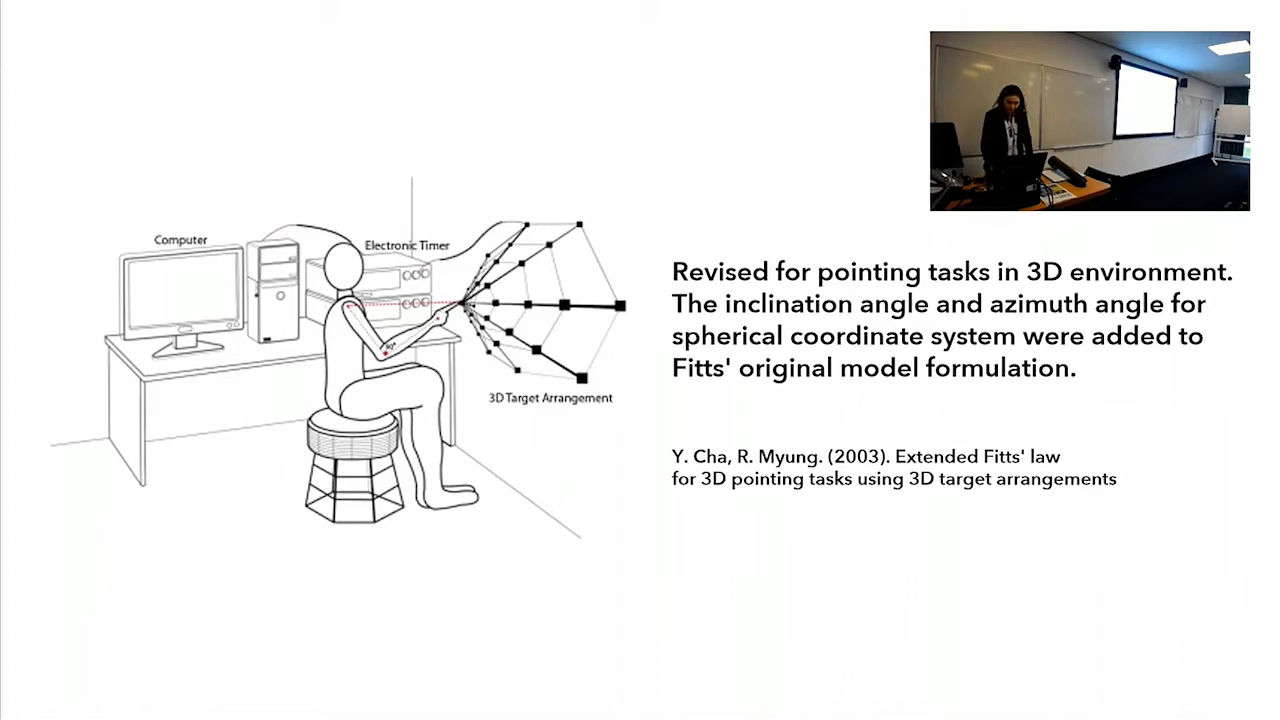 Computer
Electronic Timer
90°
3D Target Arrangement
Revised for pointing tasks in 3D environment.
The inclination angle and azimuth angle for
spherical coordinate system were added to
Fitts' original model formulation.
Y. Cha, R. Myung. (2003). Extended Fitts' law
for 3D pointing tasks using 3D target arrangements